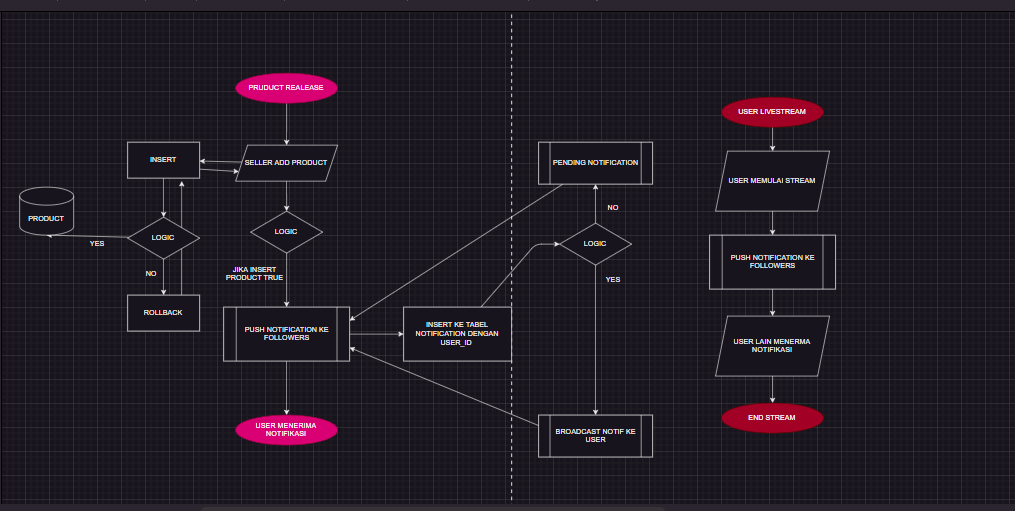 PRUDUCT REALEASE
SELLER ADD PRODUCT
INSERT
PRODUCT
YES
LOGIC
NO
ROLLBACK
LOGIC
JIKA INSERT
PRODUCT TRUE
PUSH NOTIFICATION KE
FOLLOWERS
INSERT KE TABEL
NOTIFICATION DENGAN
USER_ID
USER MENERIMA
NOTIFIKASI
PENDING NOTIFICATION
NO
LOGIC
YES
BROADCAST NOTIF KE
USER
USER LIVESTREAM
USER MEMULAI STREAM
PUSH NOTIFICATION KE
FOLLOWERS
USER LAIN MENERMA
NOTIFIKASI
END STREAM